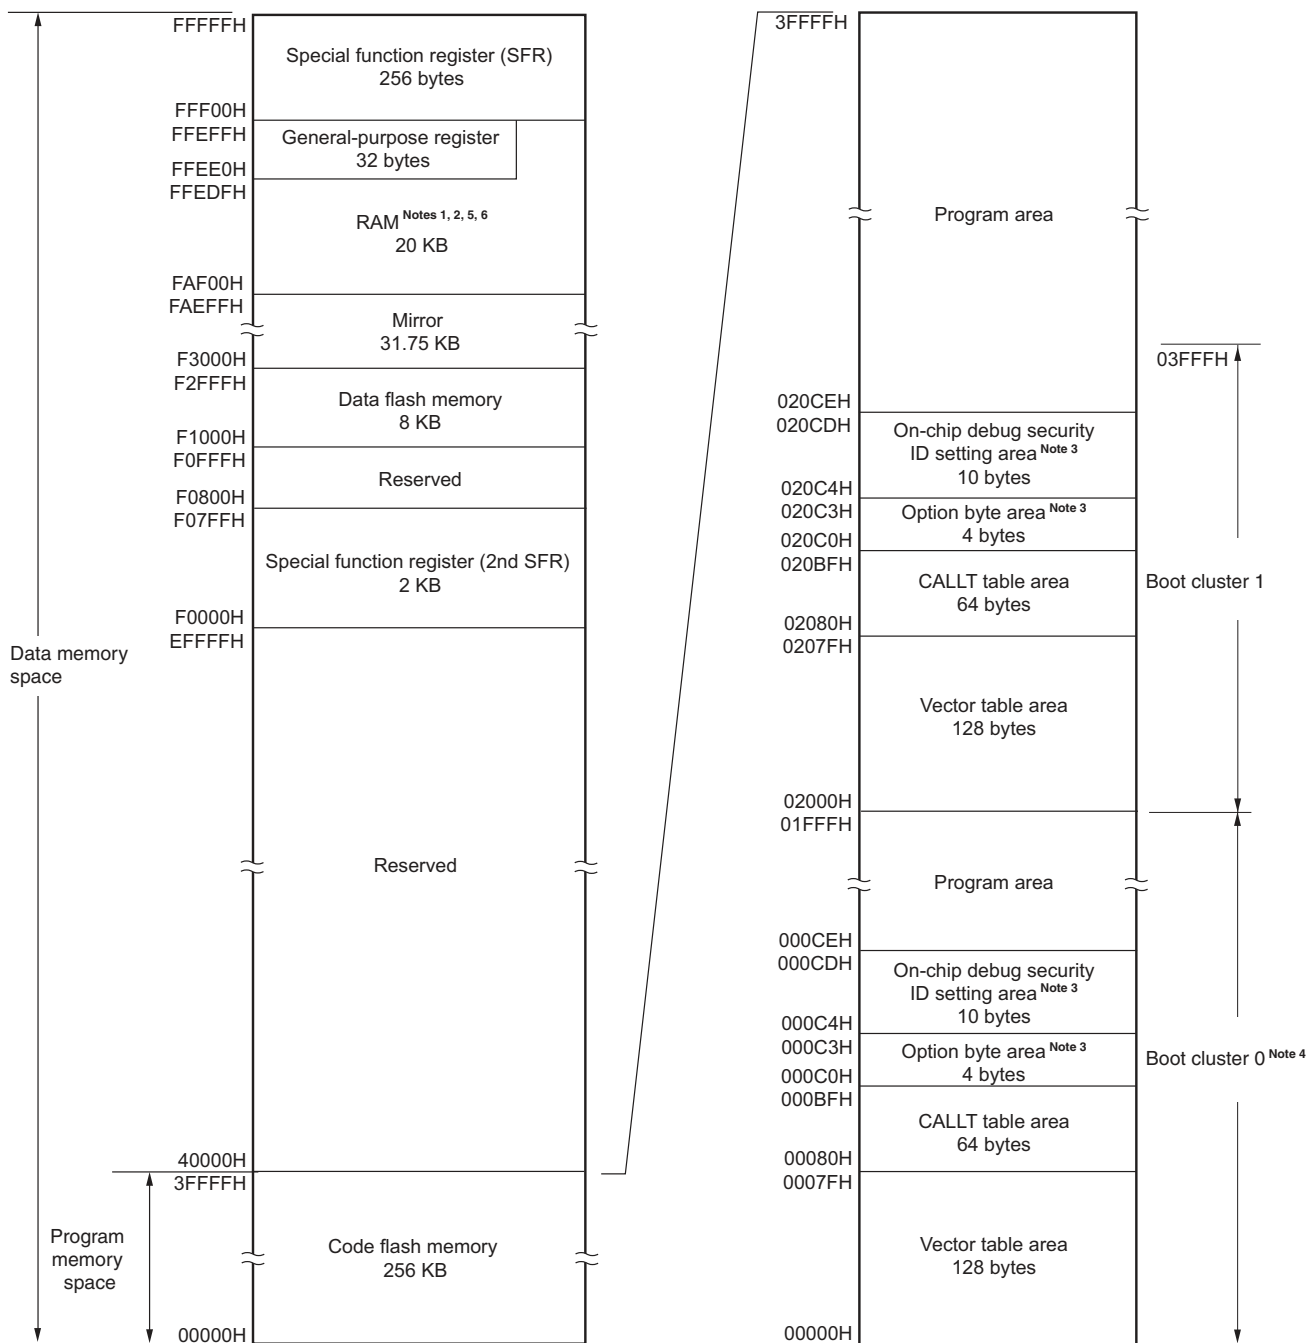 FFFFFH
Special function register (SFR)
256 bytes
FFF00H
FFEFFH
General-purpose register
32 bytes
FFEE0H
FFEDFH
RAM Notes 1, 2, 5, 6
20 KB
FAF00H
FAEFFH
Mirror
31.75 KB
F3000H
F2FFFH
Data flash memory
8 KB
F1000H
F0FFFH
Reserved
F0800H
F07FFH
Special function register (2nd SFR)
2 KB
F0000H
EFFFFH
Data memory
space
Reserved
40000H
3FFFFH
Program
memory
space
Code flash memory
256 KB
00000H
3FFFFH
Program area
03FFFH
020CEH
020CDH
On-chip debug security
ID setting area Note 3
10 bytes
020C4H
020C3H
Option byte area Note 3
4 bytes
020C0H
020BFH
CALLT table area
64 bytes
Boot cluster 1
02080H
0207FH
Vector table area
128 bytes
02000H
01FFFH
Program area
000CEH
000CDH
On-chip debug security
ID setting area Note 3
10 bytes
000C4H
000C3H
Option byte area Note 3
4 bytes
Boot cluster 0 Note 4
000C0H
000BFH
CALLT table area
64 bytes
00080H
0007FH
Vector table area
128 bytes
00000H